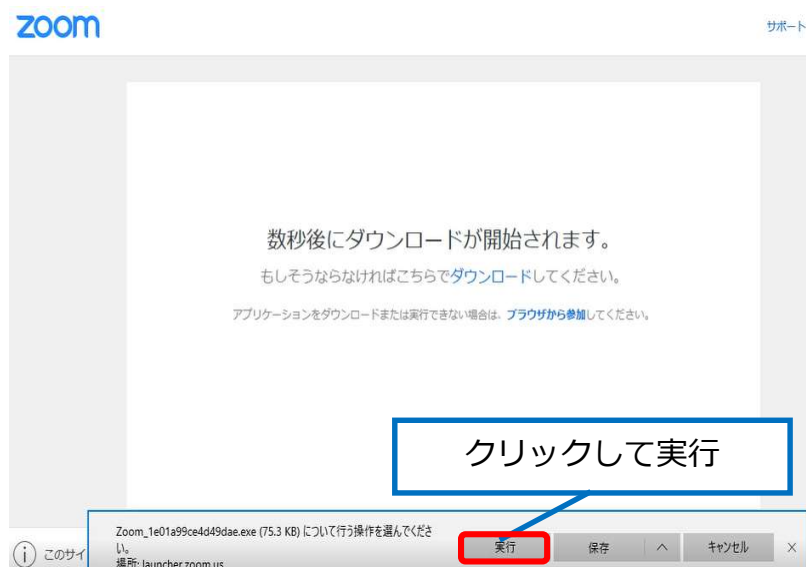 zoom
サポート
数秒後にダウンロードが開始されます。
もしそうならなければこちらでダウンロードしてください。
アプリケーションをダウンロードまたは実行できない場合は、ブラウザから参加してください。
クリックして実行
Zoom_1e01a99ce4d49dae.exe (75.3 KB) について行う操作を選んでくださ
い。
場所: launcher.zoom.us
実行 保存 キャンセル
このサイ